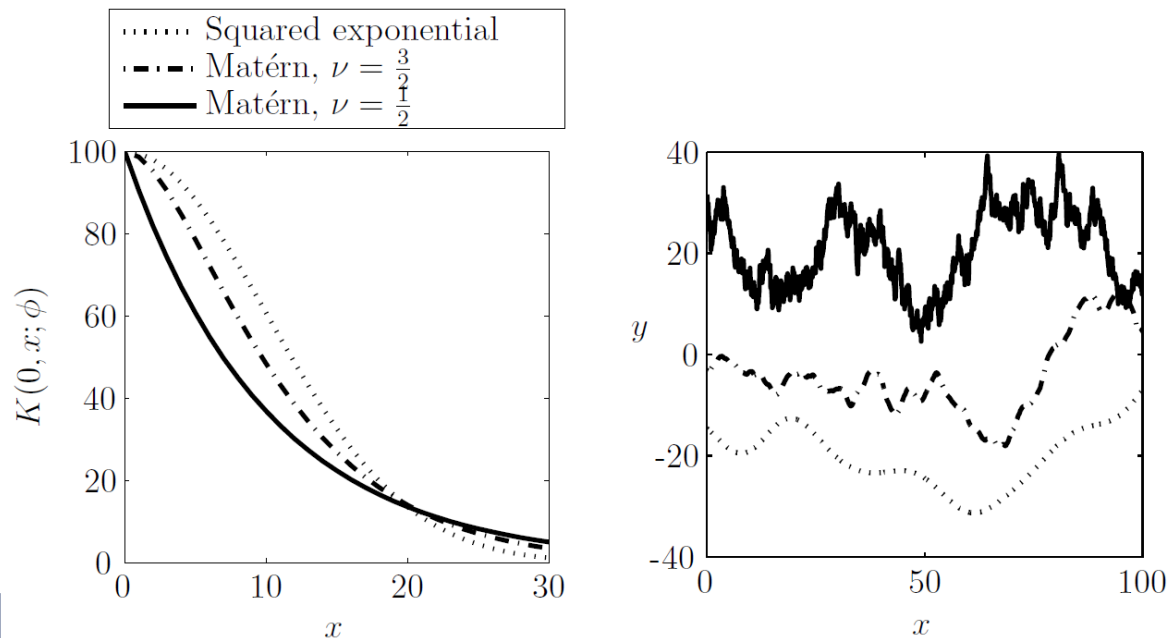 Squared exponential
Matérn, ν = 3/2
Matérn, ν = 1/2
100
80
60
40
20
0
K(0, x; ϕ)
0 10 20 30
x
40
20
0
-20
-40
y
0 50 100
x